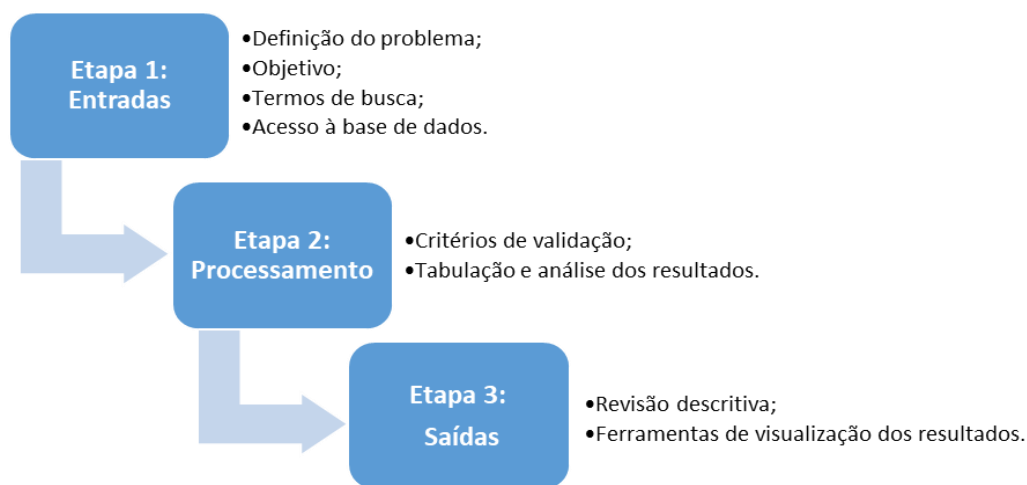 Etapa 1:
Entradas
•Definição do problema;
•Objetivo;
•Termos de busca;
•Acesso à base de dados.
Etapa 2:
Processamento
•Critérios de validação;
•Tabulação e análise dos resultados.
Etapa 3:
Saídas
•Revisão descritiva;
•Ferramentas de visualização dos resultados.